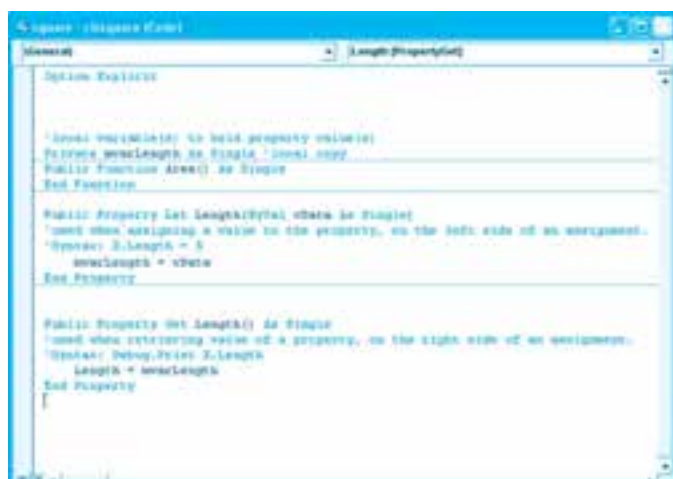 square - clsSquare (Code)
(General)
Length [PropertyGet]
Option Explicit
'local variable(s) to hold property value(s)
Private mvarLength As Single 'local copy
Public Function Area() As Single
End Function
Public Property Let Length(ByVal vData As Single)
'used when assigning a value to the property, on the left side of an assignment.
'Syntax: X.Length = 5
mvarLength = vData
End Property
Public Property Get Length() As Single
'used when retrieving value of a property, on the right side of an assignment.
'Syntax: Debug.Print X.Length
Length = mvarLength
End Property